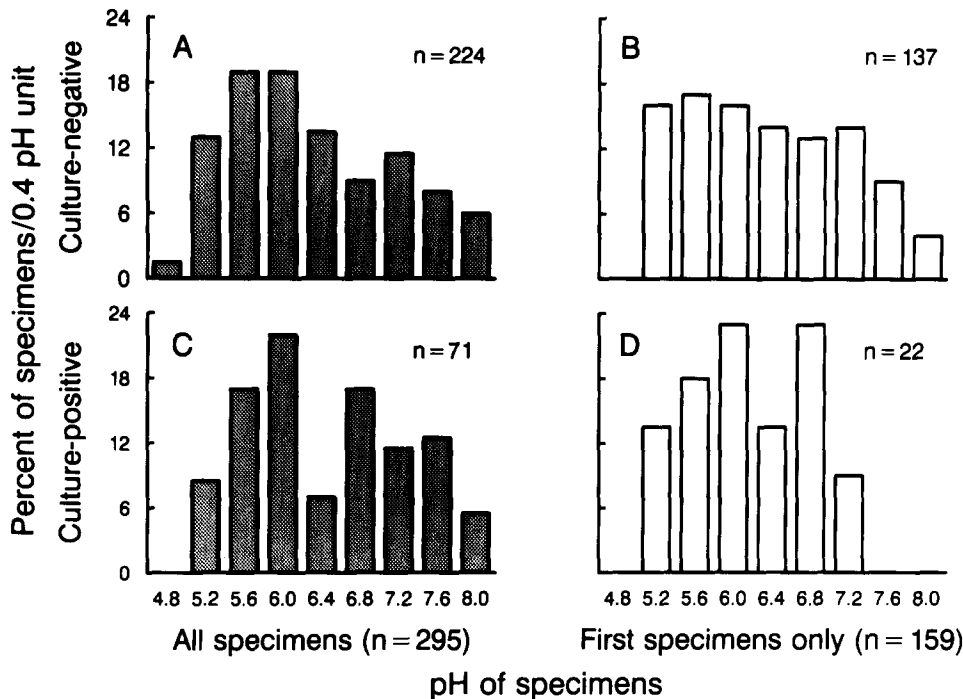 Percent of specimens/0.4 pH unit
Culture-negative
Culture-positive
24
18
12
6
0
A
n = 224
B
n = 137
24
18
12
6
0
C
n = 71
D
n = 22
4.8 5.2 5.6 6.0 6.4 6.8 7.2 7.6 8.0
4.8 5.2 5.6 6.0 6.4 6.8 7.2 7.6 8.0
All specimens (n = 295)
First specimens only (n = 159)
pH of specimens